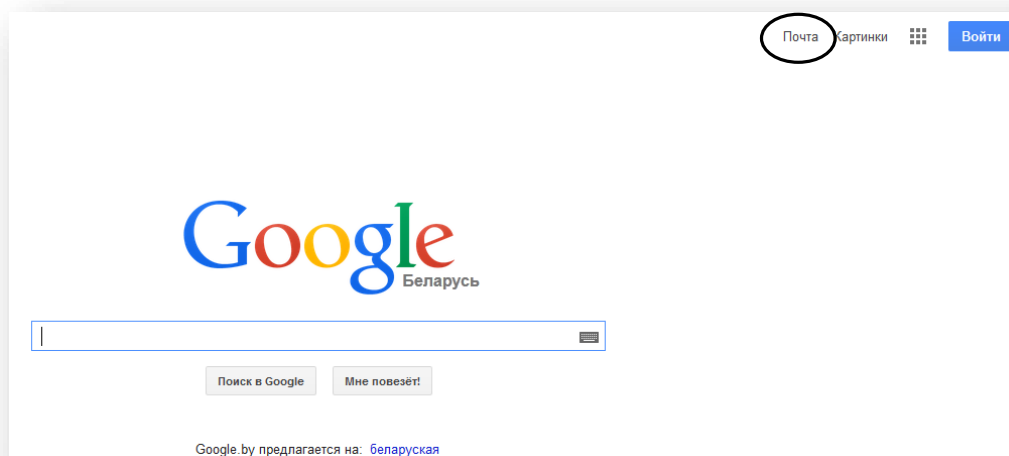 Почта Картинки Войти
Google
Беларусь
Поиск в Google Мне повезёт!
Google.by предлагается на: беларуская